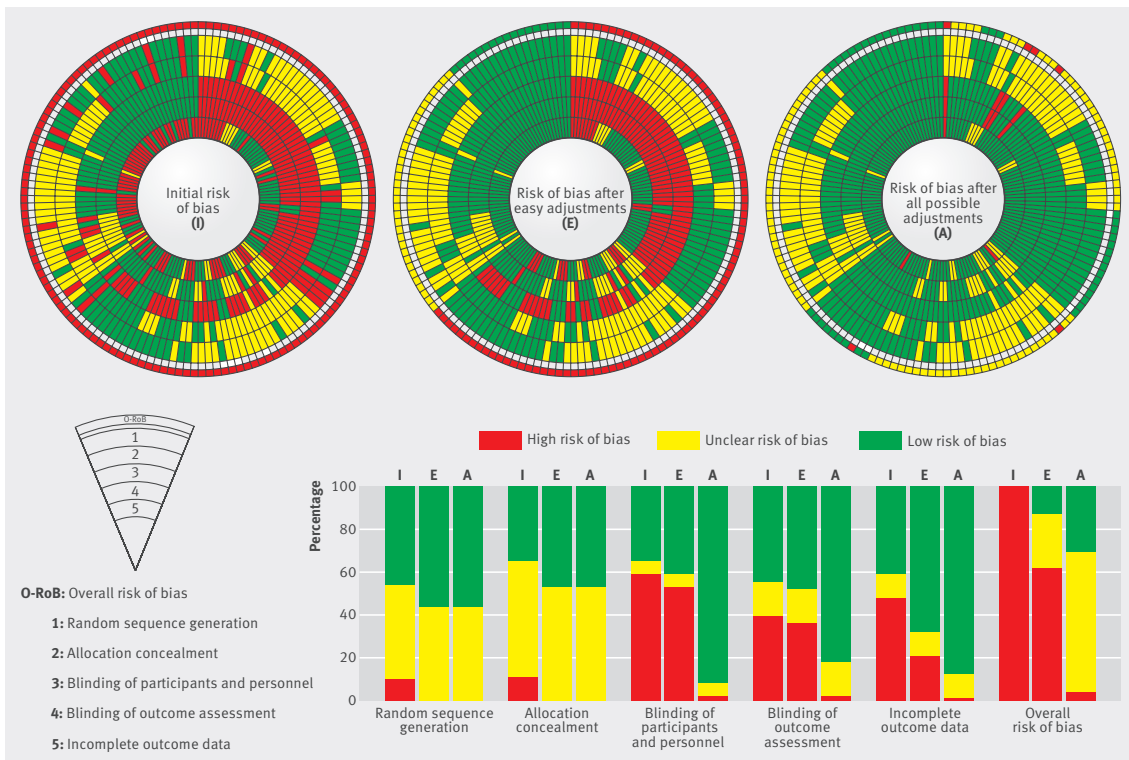 Initial risk
of bias
(I)
Risk of bias after
easy adjustments
(E)
Risk of bias after
all possible
adjustments
(A)
O-RoB
1
2
3
4
5
O-RoB: Overall risk of bias
1: Random sequence generation
2: Allocation concealment
3: Blinding of participants and personnel
4: Blinding of outcome assessment
5: Incomplete outcome data
High risk of bias
Unclear risk of bias
Low risk of bias
I E A I E A I E A I E A I E A I E A
Percentage
100
80
60
40
20
0
Random sequence
generation
Allocation
concealment
Blinding of
participants
and personnel
Blinding of
outcome
assessment
Incomplete
outcome data
Overall
risk of bias